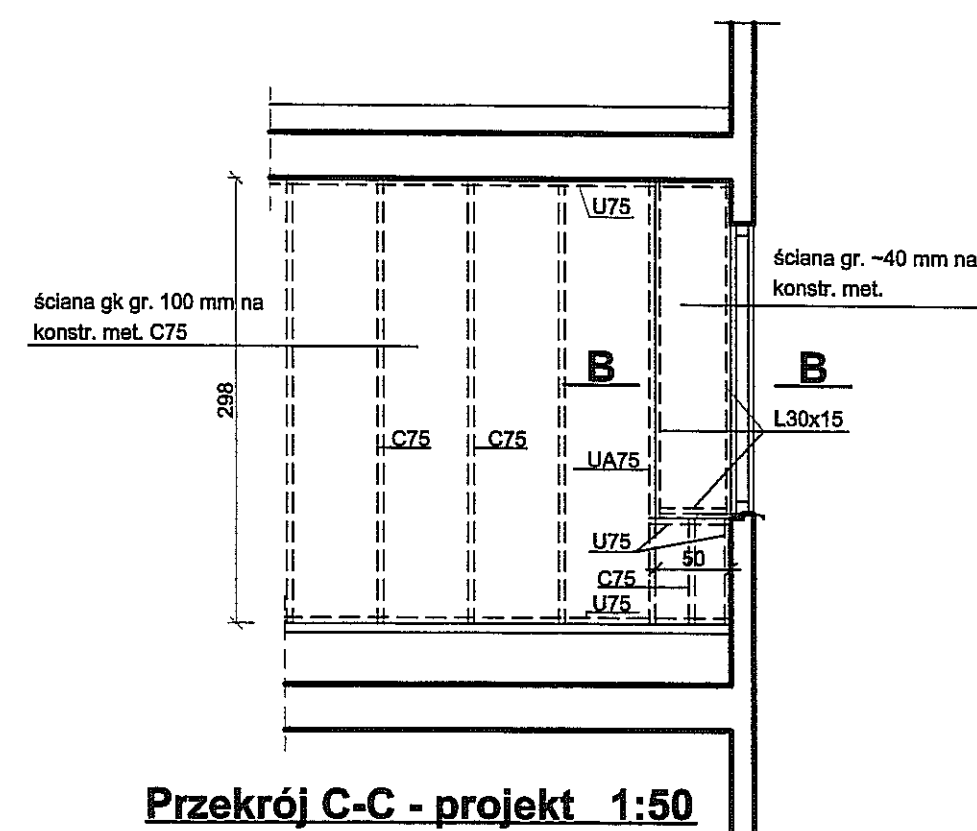 U75
ściana gr. ~40 mm na
konstr. met.
ściana gk gr. 100 mm na
konstr. met. C75
B
B
298
L30x15
C75
C75
UA75
U75
50
C75
U75
Przekrój C-C - projekt 1:50